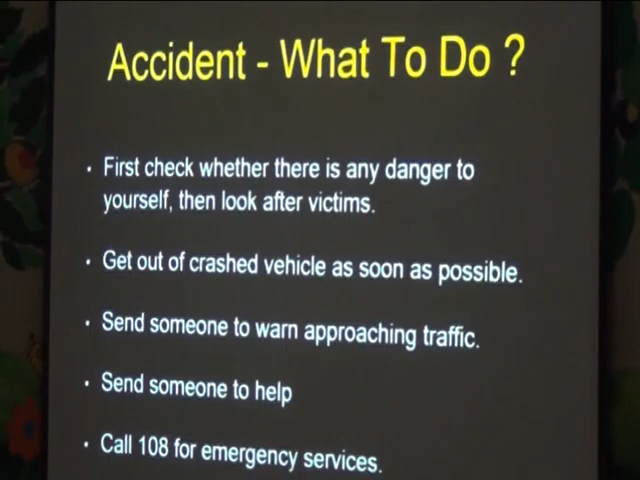 Accident - What To Do ?
• First check whether there is any danger to
yourself, then look after victims.
• Get out of crashed vehicle as soon as possible.
• Send someone to warn approaching traffic.
• Send someone to help
• Call 108 for emergency services.